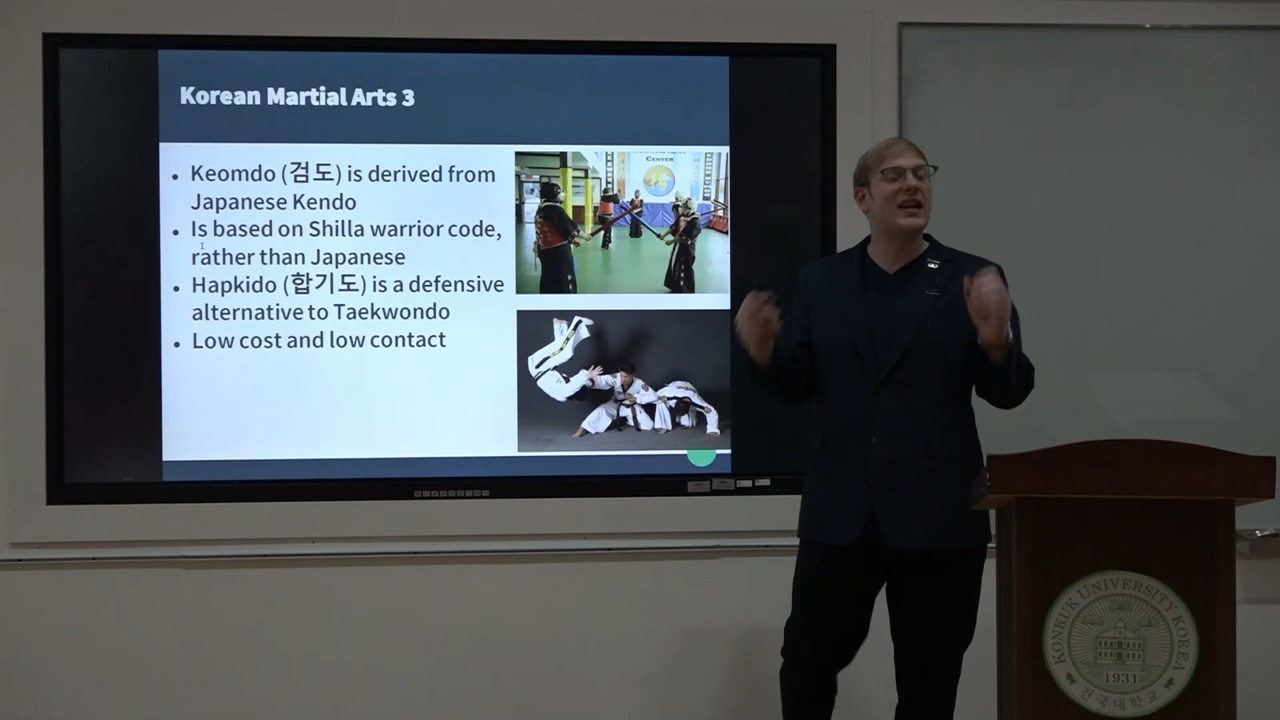 Korean Martial Arts 3
• Keomdo (검도) is derived from
Japanese Kendo
• Is based on Shilla warrior code,
rather than Japanese
• Hapkido (합기도) is a defensive
alternative to Taekwondo
• Low cost and low contact
CENTER
KONKUK UNIVERSITY KOREA
1931
건국대학교